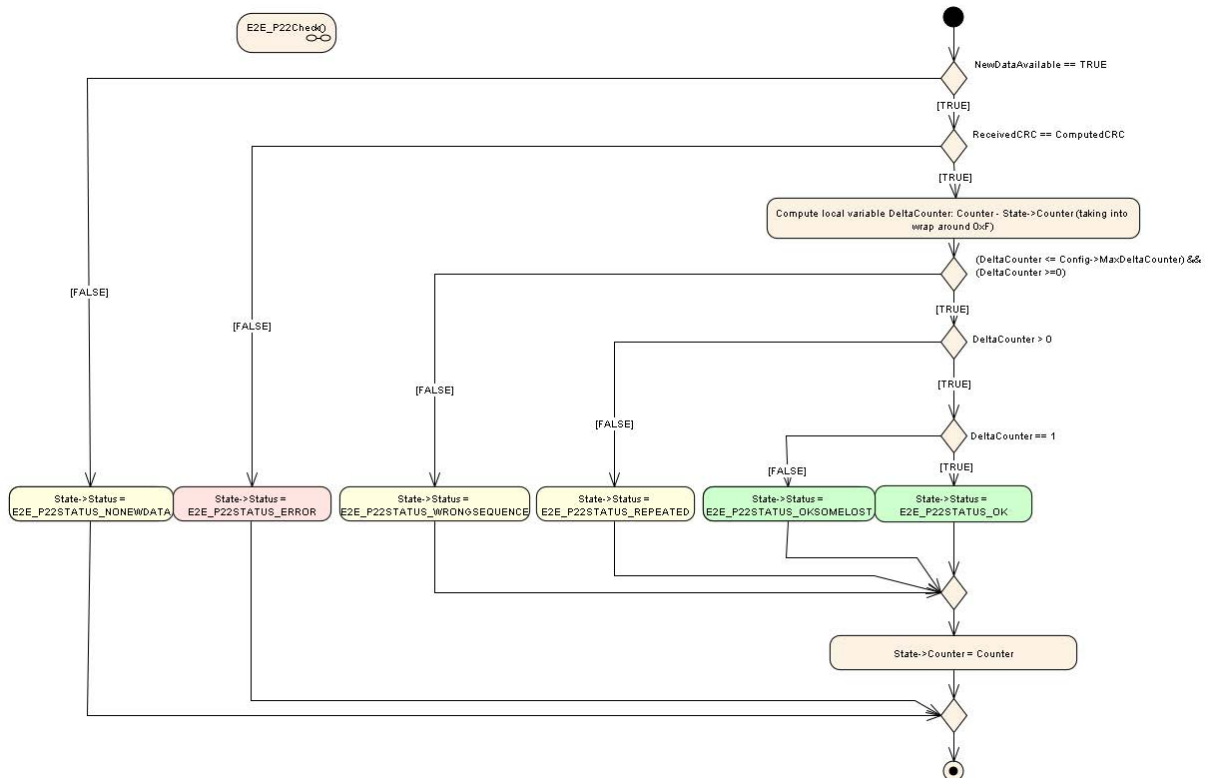 E2E_P22Check()
NewDataAvailable == TRUE
[TRUE]
ReceivedCRC == ComputedCRC
[TRUE]
Compute local variable DeltaCounter: Counter - State->Counter (taking into
wrap around 0xF)
(DeltaCounter <= Config->MaxDeltaCounter) &&
(DeltaCounter >=0)
[FALSE]
[TRUE]
[FALSE]
DeltaCounter > 0
[TRUE]
[FALSE]
[FALSE]
DeltaCounter == 1
[FALSE]
[TRUE]
State->Status =
E2E_P22STATUS_NONEWDATA
State->Status =
E2E_P22STATUS_ERROR
State->Status =
E2E_P22STATUS_WRONGSEQUENCE
State->Status =
E2E_P22STATUS_REPEATED
State->Status =
E2E_P22STATUS_OKSOMELOST
State->Status =
E2E_P22STATUS_OK
State->Counter = Counter